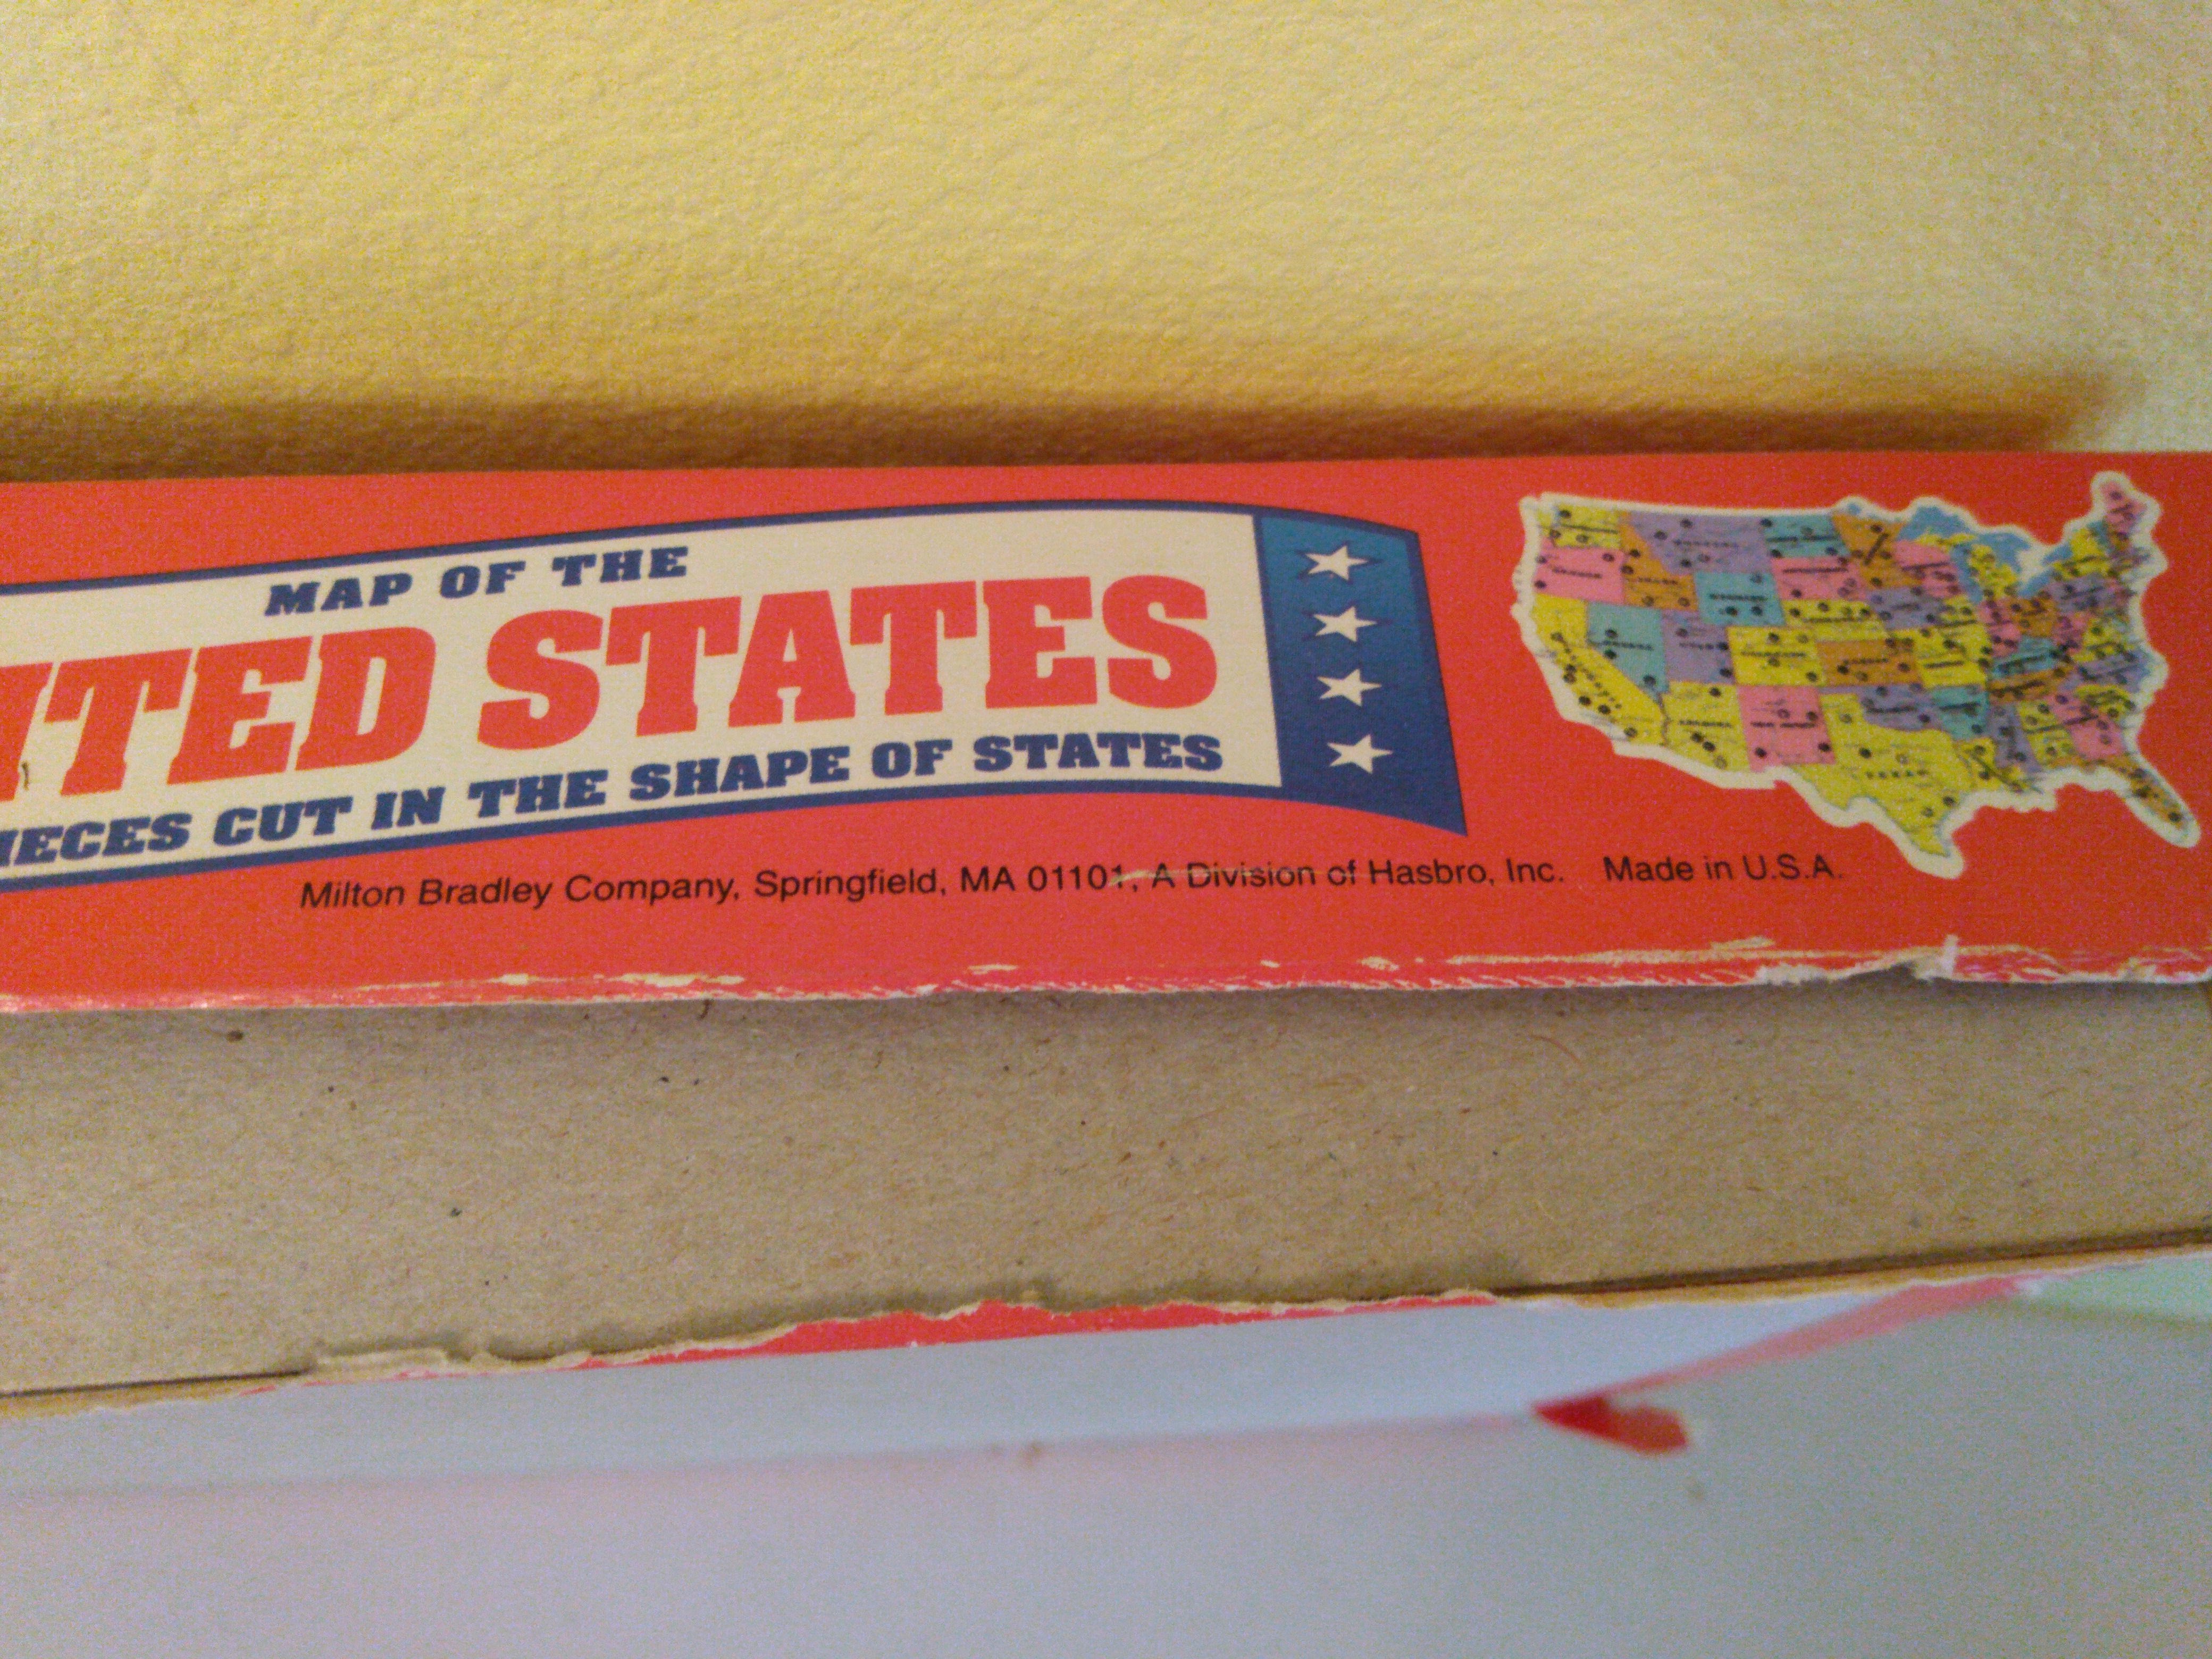 MAP OF THE
ITED STATES
IECES CUT IN THE SHAPE OF STATES
Milton Bradley Company, Springfield, MA 01101, A Division of Hasbro, Inc. Made in U.S.A.